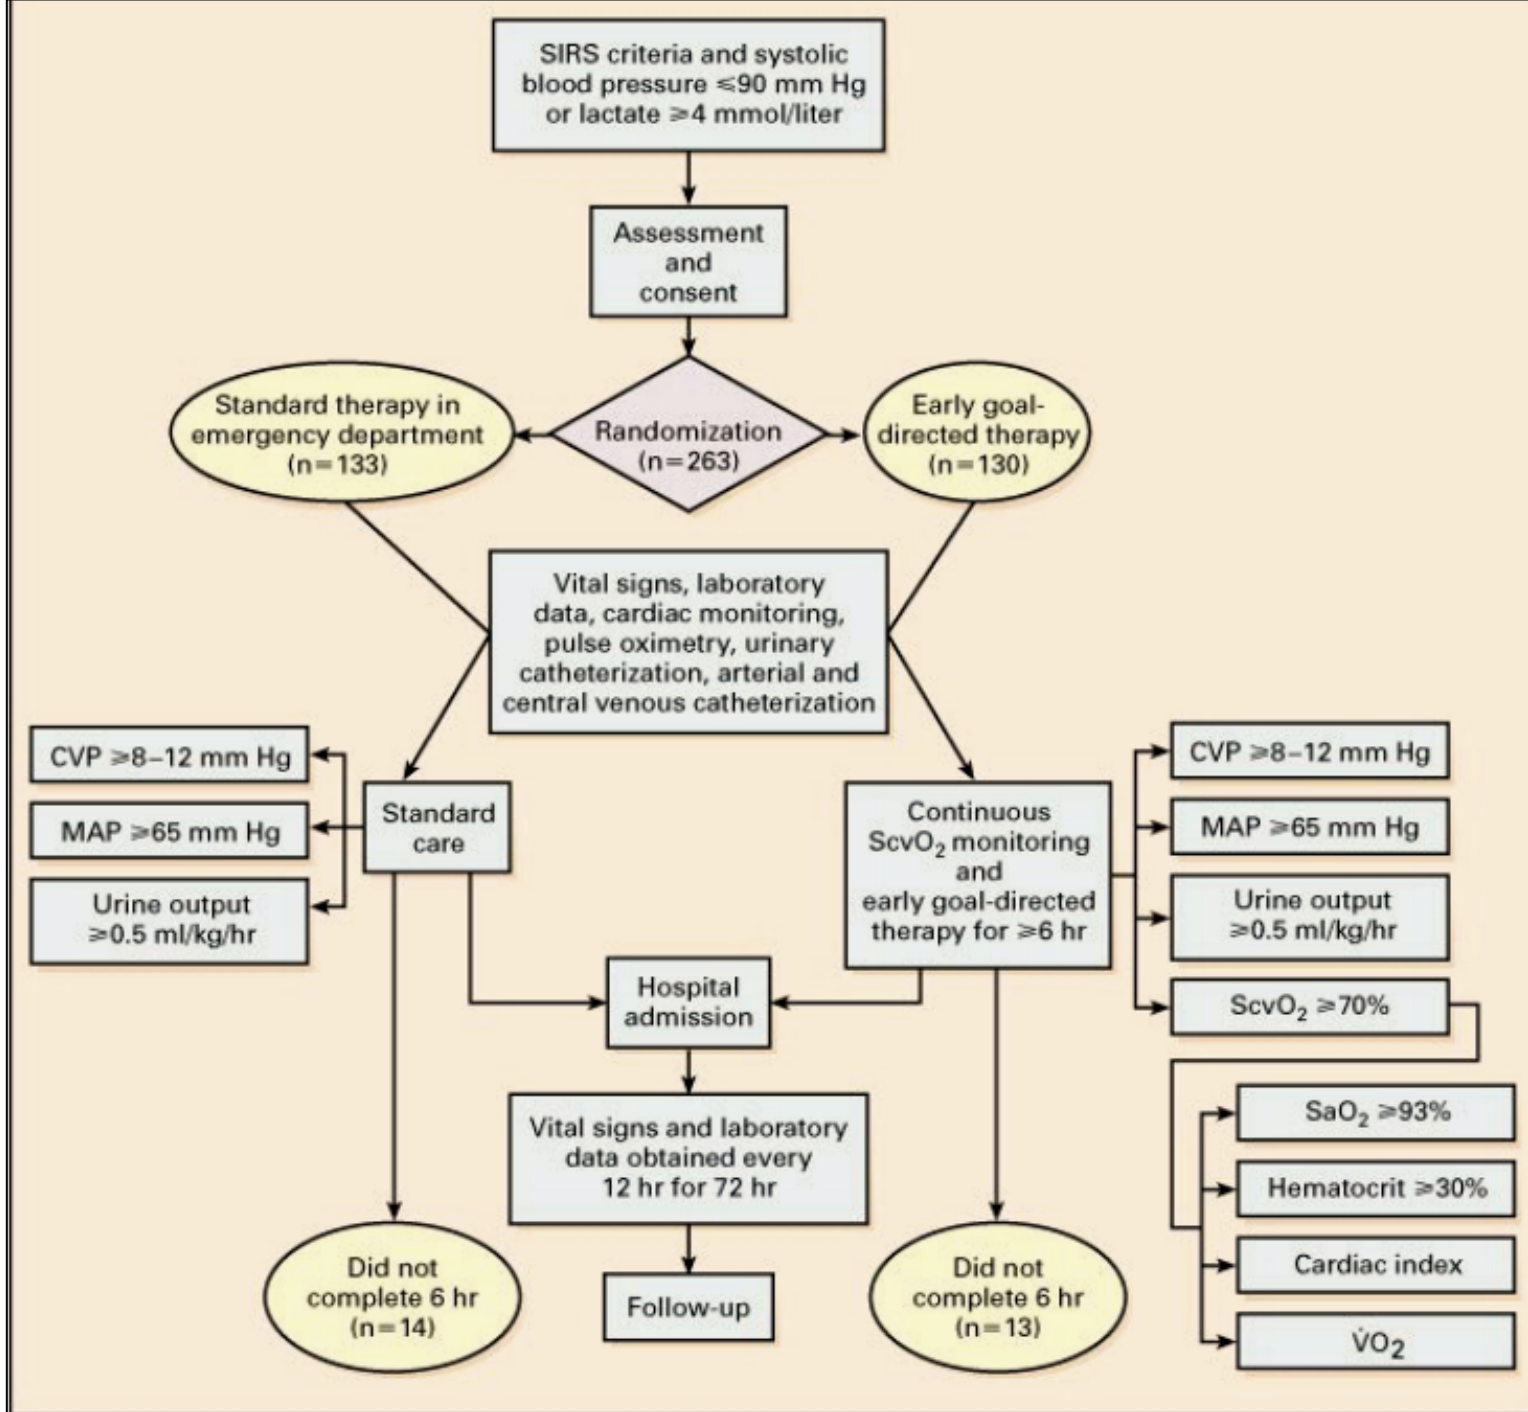 SIRS criteria and systolic
blood pressure ⩽90 mm Hg
or lactate ⩾4 mmol/liter
Assessment
and
consent
Standard therapy in
emergency department
(n=133)
Randomization
(n=263)
Early goal-
directed therapy
(n=130)
Vital signs, laboratory
data, cardiac monitoring,
pulse oximetry, urinary
catheterization, arterial and
central venous catheterization
CVP ⩾8–12 mm Hg
MAP ⩾65 mm Hg
Urine output
⩾0.5 ml/kg/hr
Standard
care
Continuous
ScvO₂ monitoring
and
early goal-directed
therapy for ⩾6 hr
CVP ⩾8–12 mm Hg
MAP ⩾65 mm Hg
Urine output
⩾0.5 ml/kg/hr
ScvO₂ ⩾70%
Hospital
admission
SaO₂ ⩾93%
Hematocrit ⩾30%
Cardiac index
V̇O₂
Vital signs and laboratory
data obtained every
12 hr for 72 hr
Did not
complete 6 hr
(n=14)
Follow-up
Did not
complete 6 hr
(n=13)